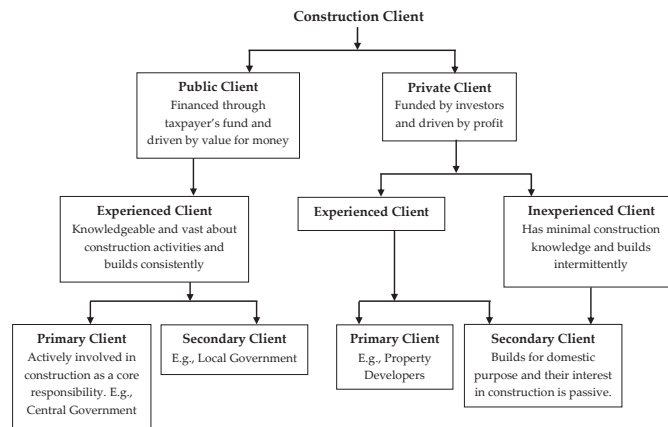 Construction Client
Public Client
Financed through
taxpayer's fund and
driven by value for money
Private Client
Funded by investors
and driven by profit
Experienced Client
Knowledgeable and vast about
construction activities and
builds consistently
Experienced Client
Inexperienced Client
Has minimal construction
knowledge and builds
intermittently
Primary Client
Actively involved in
construction as a core
responsibility. E.g.,
Central Government
Secondary Client
E.g., Local Government
Primary Client
E.g., Property
Developers
Secondary Client
Builds for domestic
purpose and their interest
in construction is passive.